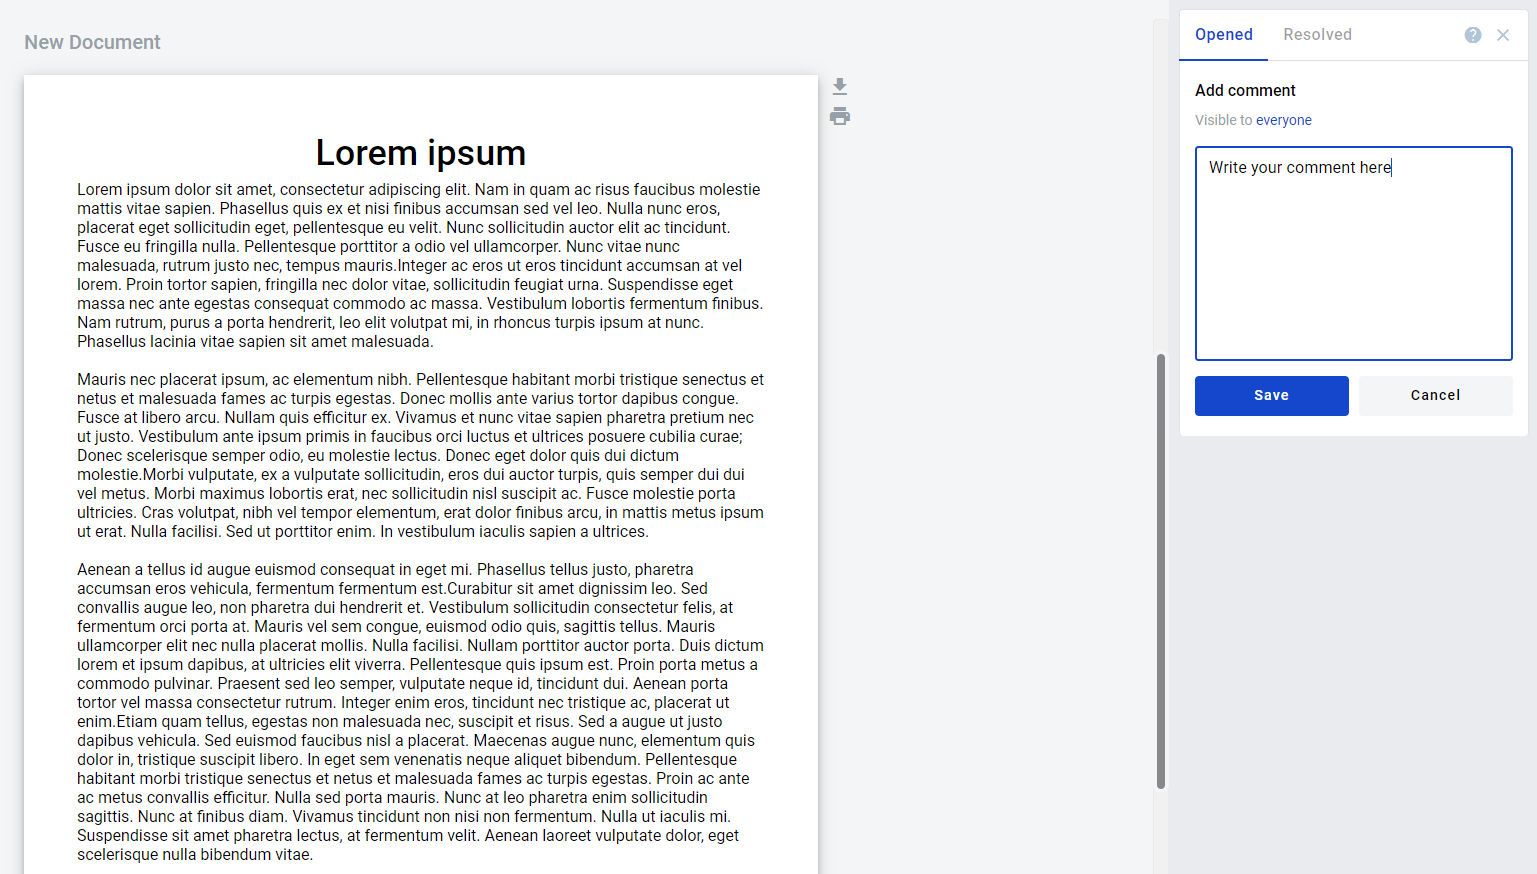 New Document
Lorem ipsum
Lorem ipsum dolor sit amet, consectetur adipiscing elit. Nam in quam ac risus faucibus molestie
mattis vitae sapien. Phasellus quis ex et nisi finibus accumsan sed vel leo. Nulla nunc eros,
placerat eget sollicitudin eget, pellentesque eu velit. Nunc sollicitudin auctor elit ac tincidunt.
Fusce eu fringilla nulla. Pellentesque porttitor a odio vel ullamcorper. Nunc vitae nunc
malesuada, rutrum justo nec, tempus mauris.Integer ac eros ut eros tincidunt accumsan at vel
lorem. Proin tortor sapien, fringilla nec dolor vitae, sollicitudin feugiat urna. Suspendisse eget
massa nec ante egestas consequat commodo ac massa. Vestibulum lobortis fermentum finibus.
Nam rutrum, purus a porta hendrerit, leo elit volutpat mi, in rhoncus turpis ipsum at nunc.
Phasellus lacinia vitae sapien sit amet malesuada.
Mauris nec placerat ipsum, ac elementum nibh. Pellentesque habitant morbi tristique senectus et
netus et malesuada fames ac turpis egestas. Donec mollis ante varius tortor dapibus congue.
Fusce at libero arcu. Nullam quis efficitur ex. Vivamus et nunc vitae sapien pharetra pretium nec
ut justo. Vestibulum ante ipsum primis in faucibus orci luctus et ultrices posuere cubilia curae;
Donec scelerisque semper odio, eu molestie lectus. Donec eget dolor quis dui dictum
molestie.Morbi vulputate, ex a vulputate sollicitudin, eros dui auctor turpis, quis semper dui dui
vel metus. Morbi maximus lobortis erat, nec sollicitudin nisl suscipit ac. Fusce molestie porta
ultricies. Cras volutpat, nibh vel tempor elementum, erat dolor finibus arcu, in mattis metus ipsum
ut erat. Nulla facilisi. Sed ut porttitor enim. In vestibulum iaculis sapien a ultrices.
Aenean a tellus id augue euismod consequat in eget mi. Phasellus tellus justo, pharetra
accumsan eros vehicula, fermentum fermentum est.Curabitur sit amet dignissim leo. Sed
convallis augue leo, non pharetra dui hendrerit et. Vestibulum sollicitudin consectetur felis, at
fermentum orci porta at. Mauris vel sem congue, euismod odio quis, sagittis tellus. Mauris
ullamcorper elit nec nulla placerat mollis. Nulla facilisi. Nullam porttitor auctor porta. Duis dictum
lorem et ipsum dapibus, at ultricies elit viverra. Pellentesque quis ipsum est. Proin porta metus a
commodo pulvinar. Praesent sed leo semper, vulputate neque id, tincidunt dui. Aenean porta
tortor vel massa consectetur rutrum. Integer enim eros, tincidunt nec tristique ac, placerat ut
enim.Etiam quam tellus, egestas non malesuada nec, suscipit et risus. Sed a augue ut justo
dapibus vehicula. Sed euismod faucibus nisl a placerat. Maecenas augue nunc, elementum quis
dolor in, tristique suscipit libero. In eget sem venenatis neque aliquet bibendum. Pellentesque
habitant morbi tristique senectus et netus et malesuada fames ac turpis egestas. Proin ac ante
ac metus convallis efficitur. Nulla sed porta mauris. Nunc at leo pharetra enim sollicitudin
sagittis. Nunc at finibus diam. Vivamus tincidunt non nisi non fermentum. Nulla ut iaculis mi.
Suspendisse sit amet pharetra lectus, at fermentum velit. Aenean laoreet vulputate dolor, eget
scelerisque nulla bibendum vitae.
Opened Resolved ?
Add comment
Visible to everyone
Write your comment here
Save Cancel